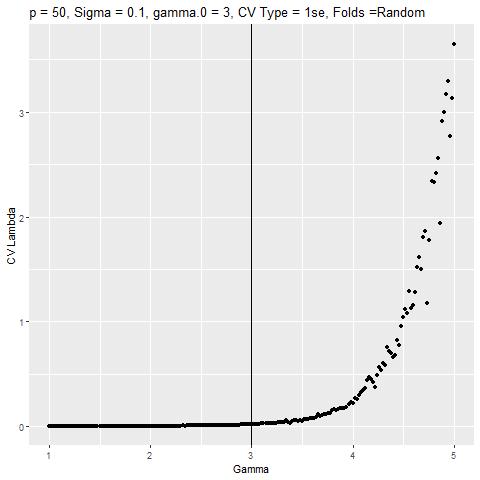 p = 50, Sigma = 0.1, gamma.0 = 3, CV Type = 1se, Folds =Random
3
2
1
0
CV Lambda
1 2 3 4 5
Gamma